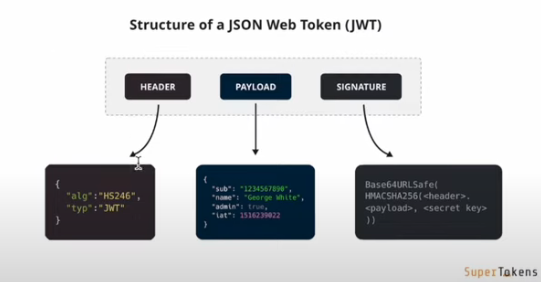 Structure of a JSON Web Token (JWT)
HEADER
PAYLOAD
SIGNATURE
{
"alg":"HS246",
"typ":"JWT"
}
{
"sub": "1234567890",
"name": "George White",
"admin": true,
"iat": 1516239022
}
Base64URLSafe(
HMACSHA256(<header>.
<payload>, <secret key>
))
SuperTokens